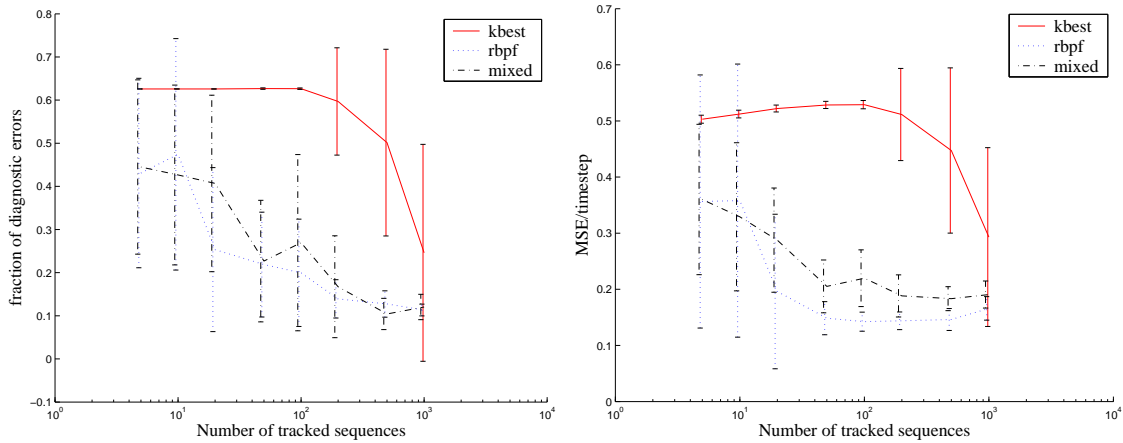 0.8
0.7
0.6
0.5
0.4
0.3
0.2
0.1
0
−0.1
fraction of diagnostic errors
10^0
10^1
10^2
10^3
10^4
Number of tracked sequences
kbest
rbpf
mixed
0.7
0.6
0.5
0.4
0.3
0.2
0.1
0
MSE/timestep
10^0
10^1
10^2
10^3
10^4
Number of tracked sequences
kbest
rbpf
mixed